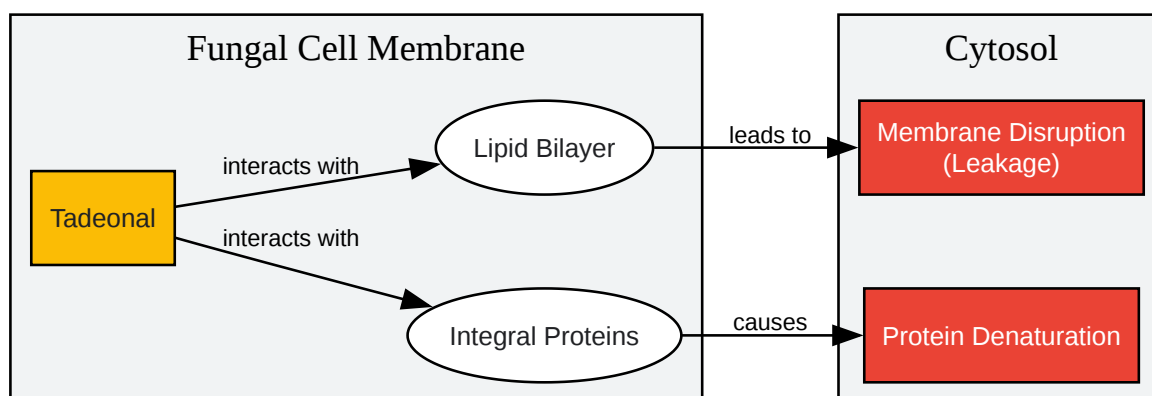 Fungal Cell Membrane
Cytosol
Tadeonal
interacts with
interacts with
Lipid Bilayer
Integral Proteins
leads to
causes
Membrane Disruption
(Leakage)
Protein Denaturation